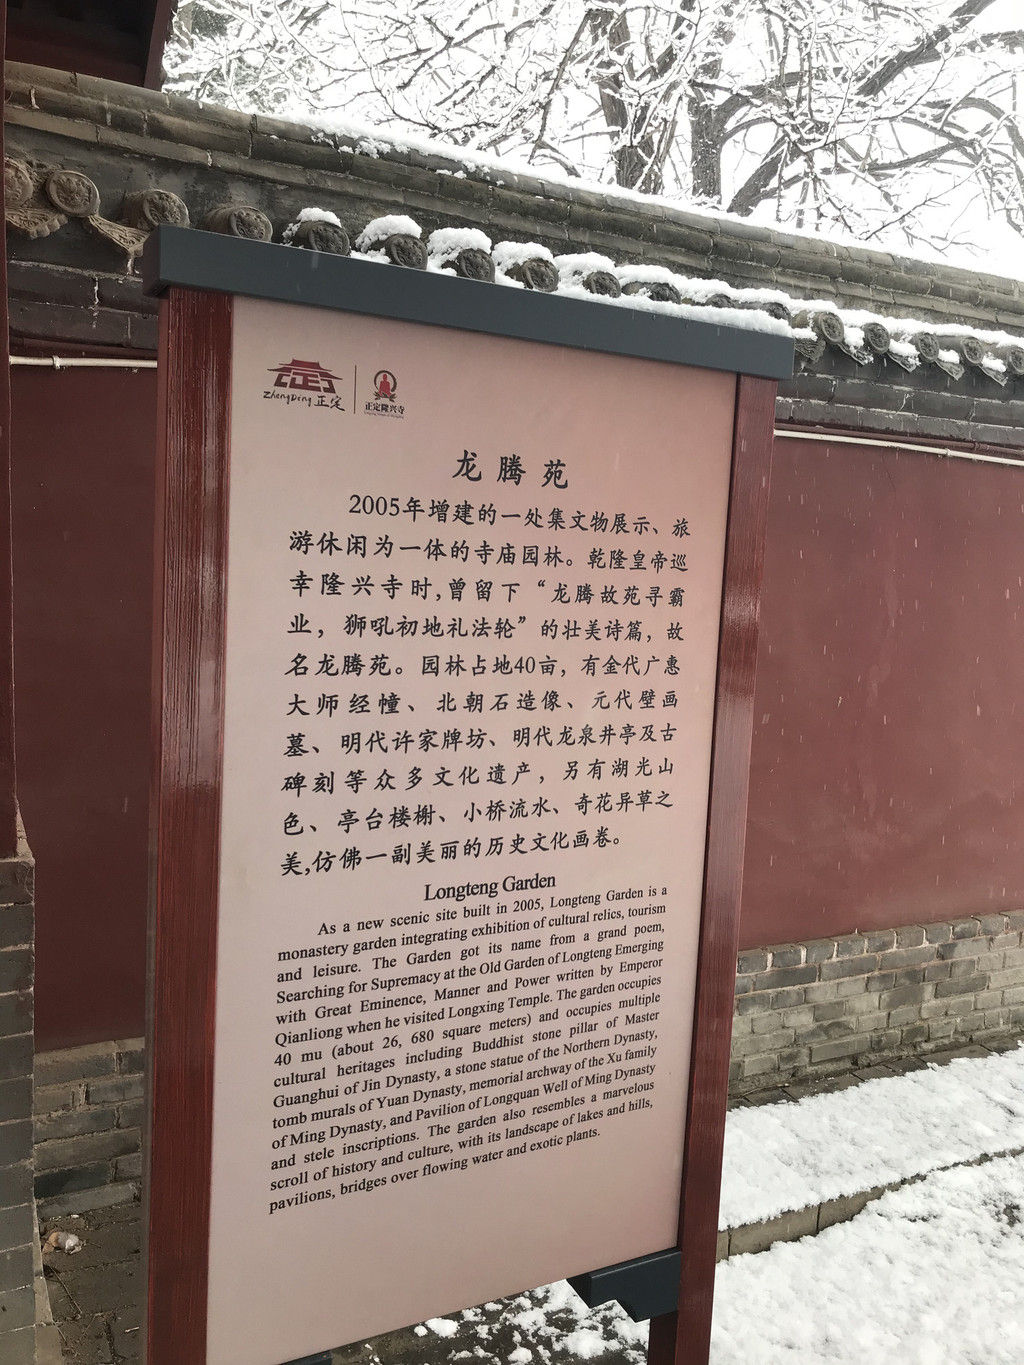 ZhengDing 正定
正定隆兴寺
龙腾苑
2005年增建的一处集文物展示、旅
游休闲为一体的寺庙园林。乾隆皇帝巡
幸隆兴寺时,曾留下“龙腾故苑寻霸
业，狮吼初地礼法轮”的壮美诗篇，故
名龙腾苑。园林占地40亩，有金代广惠
大师经幢、北朝石造像、元代壁画
墓、明代许家牌坊、明代龙泉井亭及古
碑刻等众多文化遗产，另有湖光山
色、亭台楼榭、小桥流水、奇花异草之
美,仿佛一副美丽的历史文化画卷。
Longteng Garden
As a new scenic site built in 2005, Longteng Garden is a
monastery garden integrating exhibition of cultural relics, tourism
and leisure. The Garden got its name from a grand poem,
Searching for Supremacy at the Old Garden of Longteng Emerging
with Great Eminence, Manner and Power written by Emperor
Qianliong when he visited Longxing Temple. The garden occupies
40 mu (about 26, 680 square meters) and occupies multiple
cultural heritages including Buddhist stone pillar of Master
Guanghui of Jin Dynasty, a stone statue of the Northern Dynasty,
tomb murals of Yuan Dynasty, memorial archway of the Xu family
of Ming Dynasty, and Pavilion of Longquan Well of Ming Dynasty
and stele inscriptions. The garden also resembles a marvelous
scroll of history and culture, with its landscape of lakes and hills,
pavilions, bridges over flowing water and exotic plants.